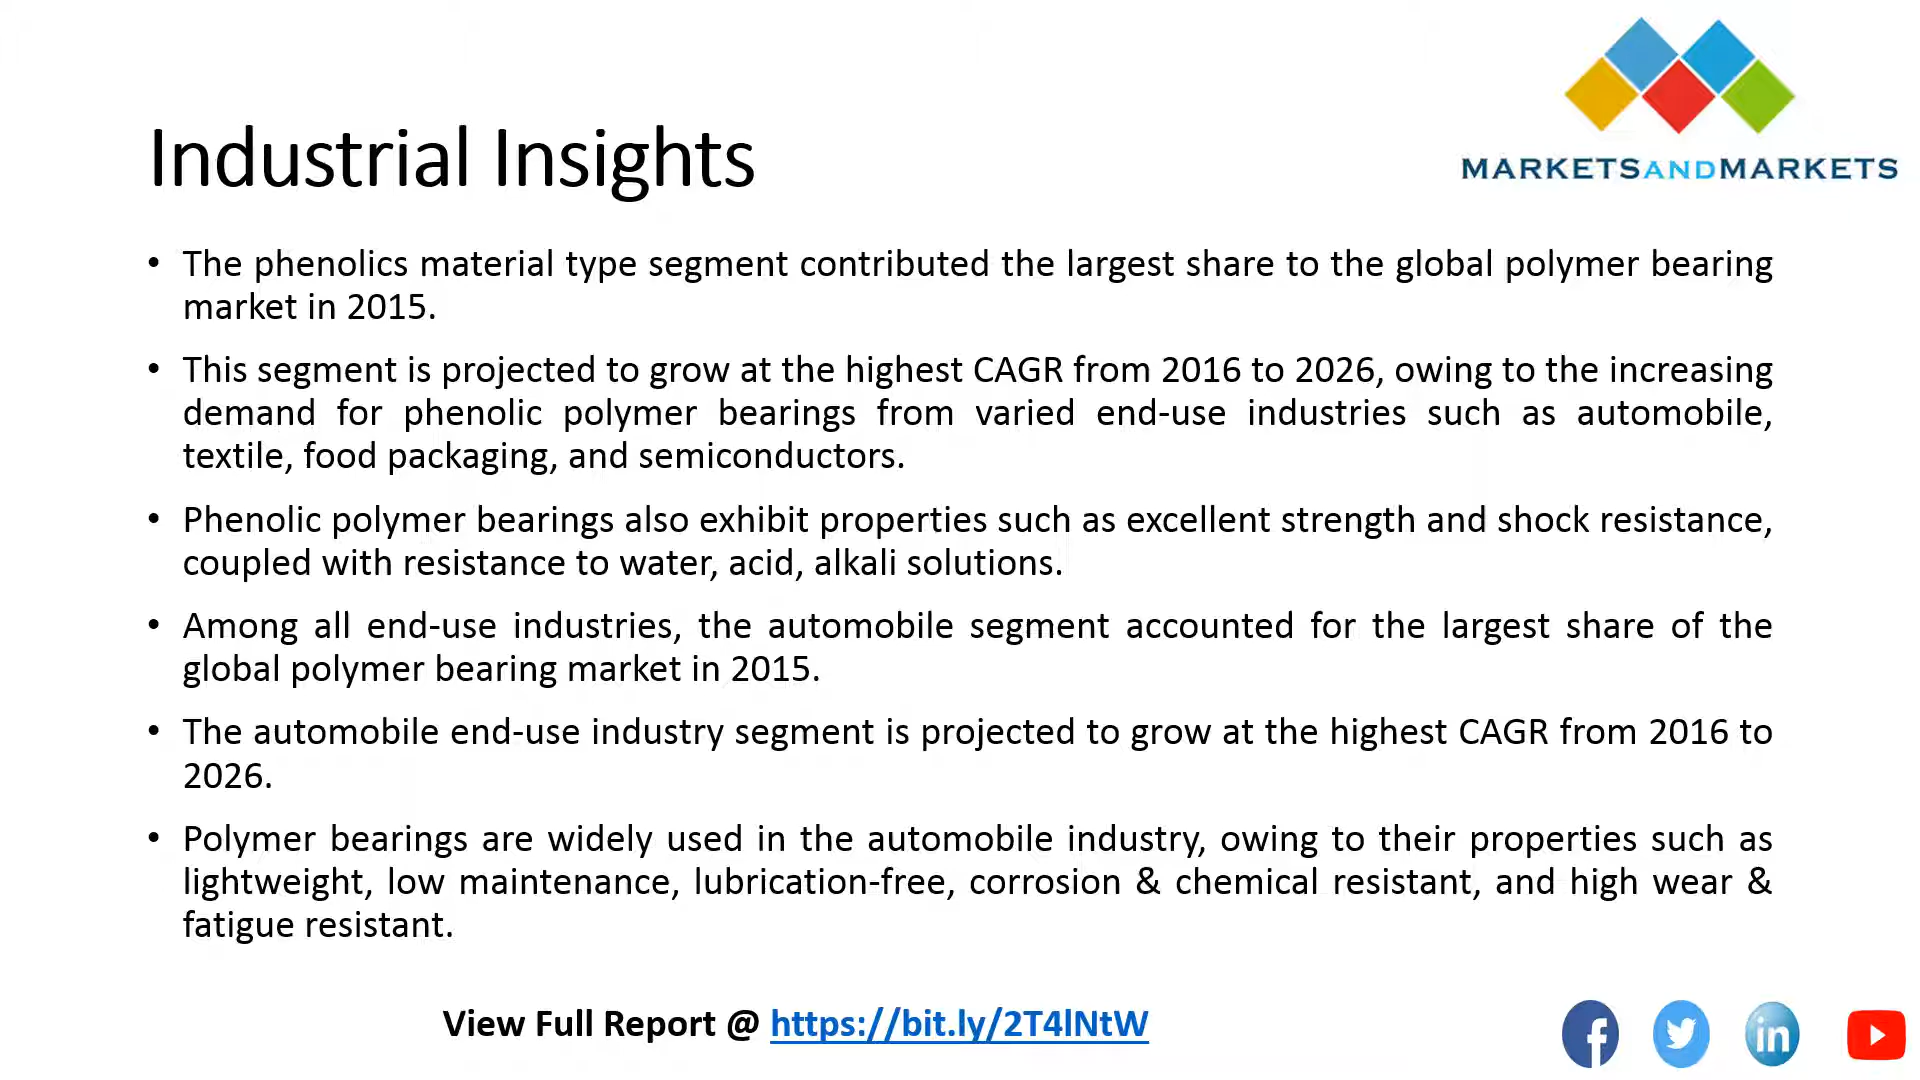 MARKETSANDMARKETS
Industrial Insights
• The phenolics material type segment contributed the largest share to the global polymer bearing
market in 2015.
• This segment is projected to grow at the highest CAGR from 2016 to 2026, owing to the increasing
demand for phenolic polymer bearings from varied end-use industries such as automobile,
textile, food packaging, and semiconductors.
• Phenolic polymer bearings also exhibit properties such as excellent strength and shock resistance,
coupled with resistance to water, acid, alkali solutions.
• Among all end-use industries, the automobile segment accounted for the largest share of the
global polymer bearing market in 2015.
• The automobile end-use industry segment is projected to grow at the highest CAGR from 2016 to
2026.
• Polymer bearings are widely used in the automobile industry, owing to their properties such as
lightweight, low maintenance, lubrication-free, corrosion & chemical resistant, and high wear &
fatigue resistant.
View Full Report @ https://bit.ly/2T4lNtW
f
in